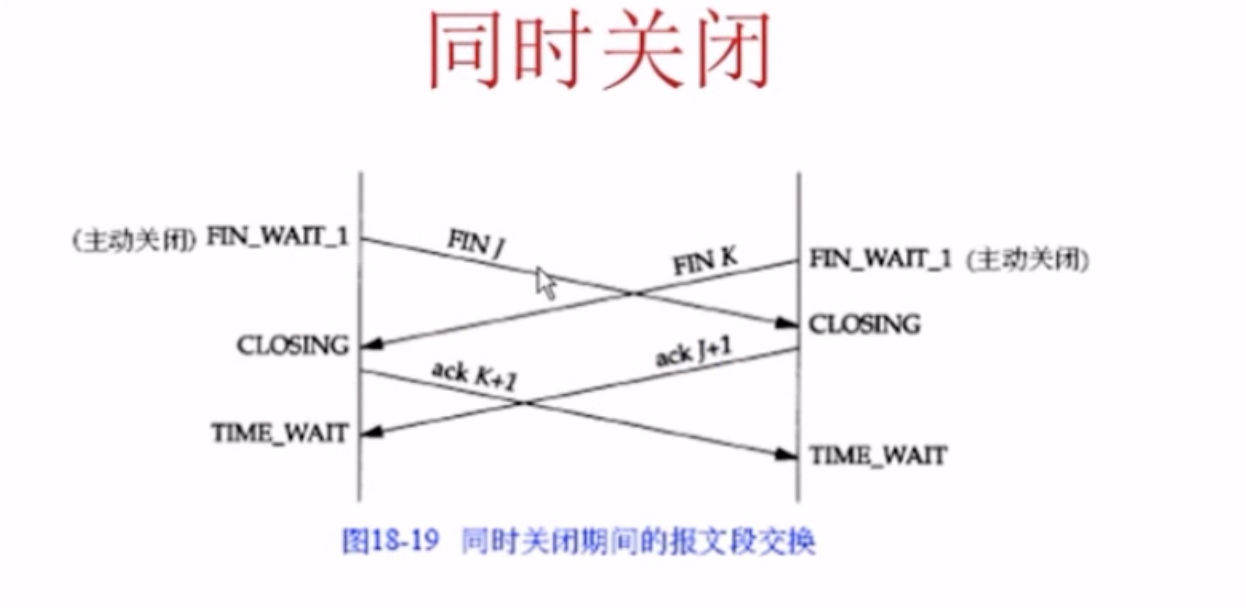 同时关闭
(主动关闭) FIN_WAIT_1
FIN J
FIN K
FIN_WAIT_1 (主动关闭)
CLOSING
CLOSING
ack K+1
ack J+1
TIME_WAIT
TIME_WAIT
图18-19 同时关闭期间的报文段交换